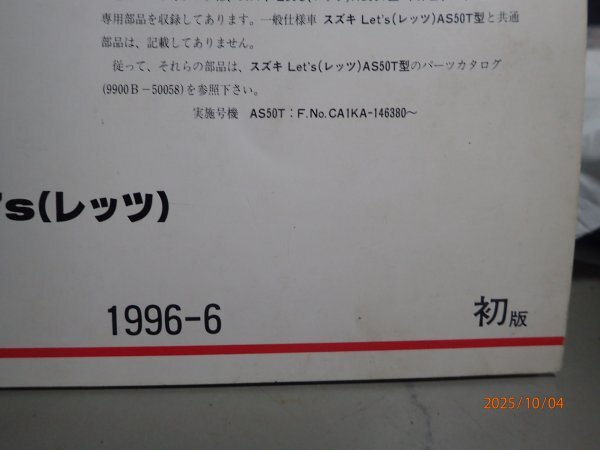 専用部品を収録してあります。一般仕様車 スズキ Let's(レッツ)AS50T型と共通
部品は、記載してありません。
従って、それらの部品は、スズキ Let's(レッツ)AS50T型のパーツカタログ
(9900B-50058)を参照下さい。
実施号機 AS50T:F.No.CA1KA-146380~
's(レッツ)
1996-6
初版
2025/10/04